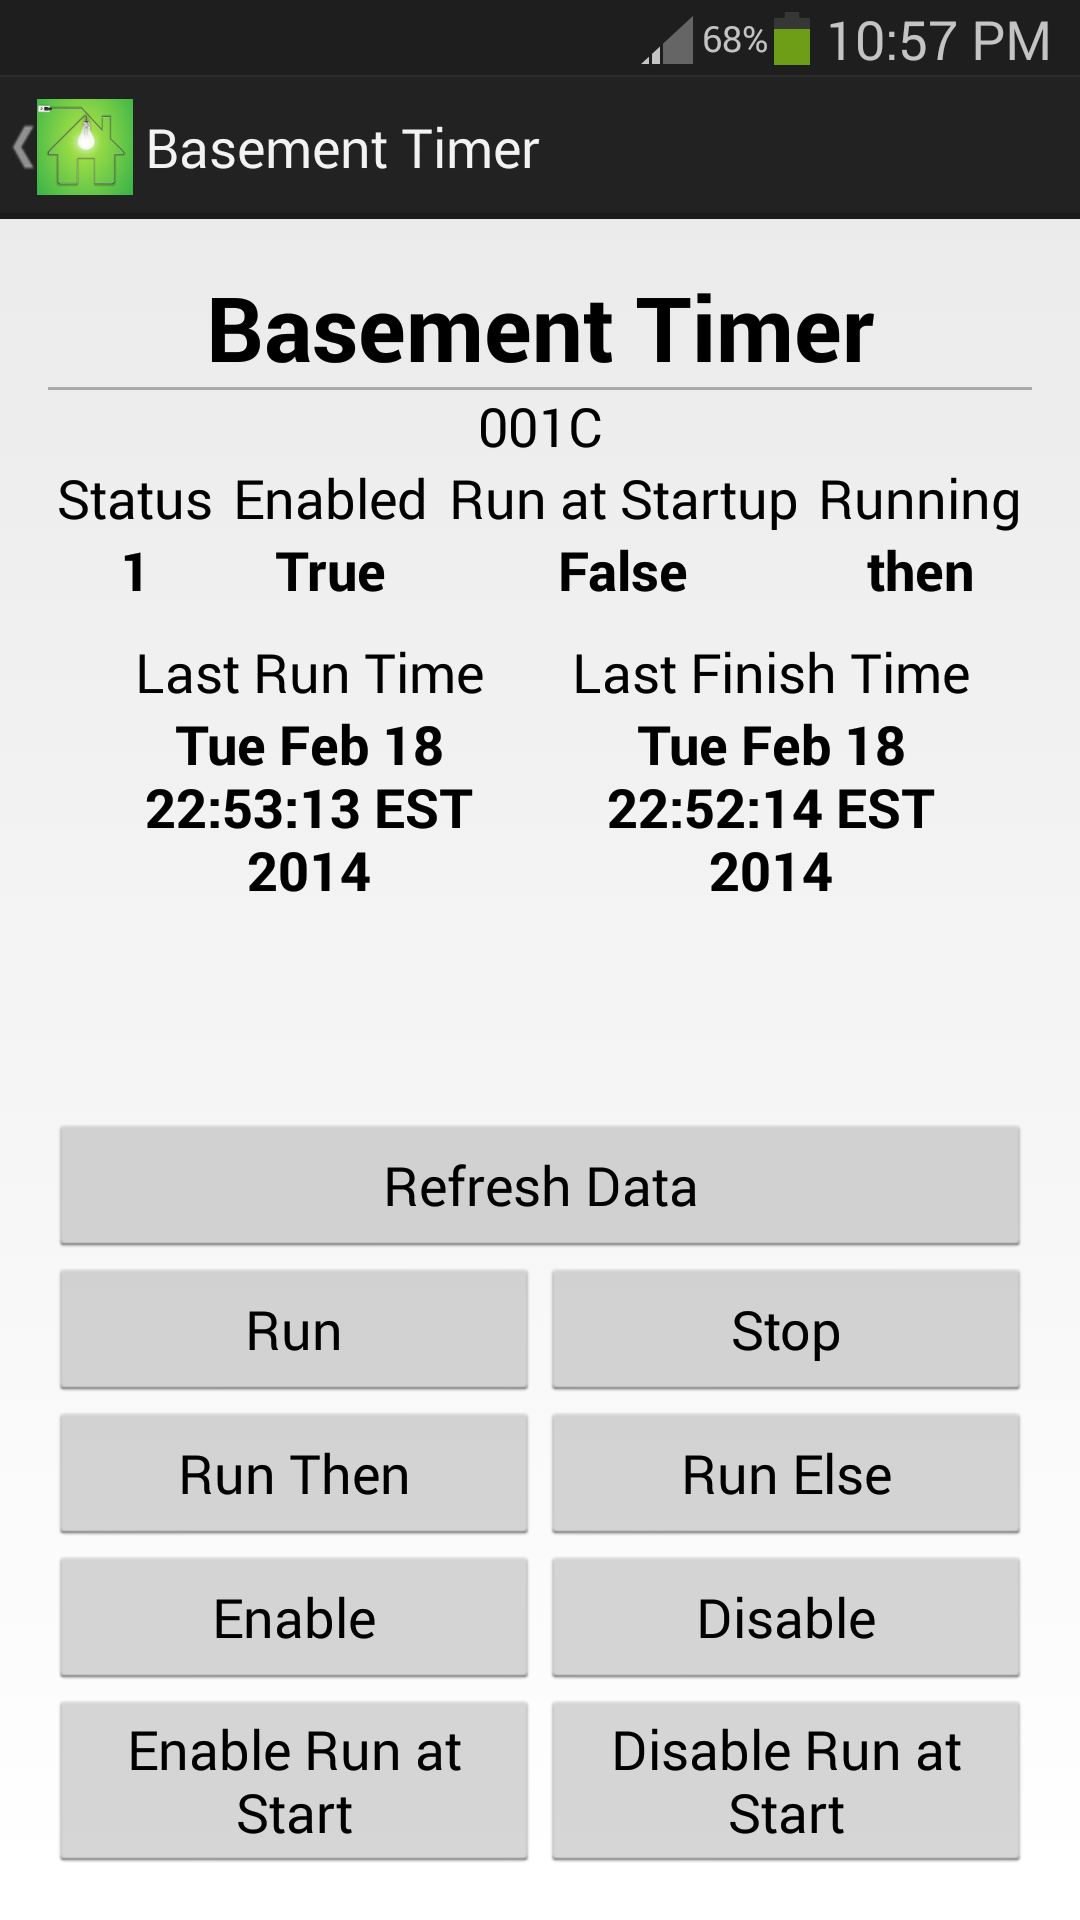 68% 10:57 PM
Basement Timer
Basement Timer
001C
Status Enabled Run at Startup Running
1 True False then
Last Run Time Last Finish Time
Tue Feb 18 Tue Feb 18
22:53:13 EST 22:52:14 EST
2014 2014
Refresh Data
Run Stop
Run Then Run Else
Enable Disable
Enable Run at Disable Run at
Start Start